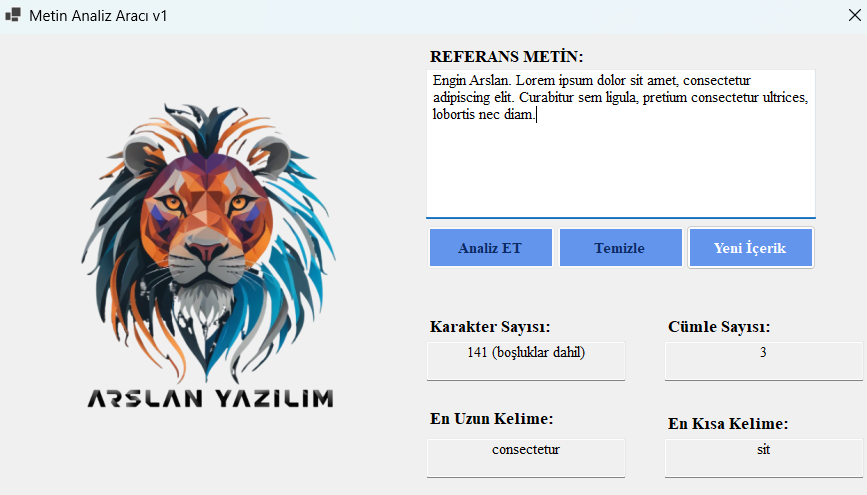 Metin Analiz Aracı v1
REFERANS METİN:
Engin Arslan. Lorem ipsum dolor sit amet, consectetur
adipiscing elit. Curabitur sem ligula, pretium consectetur ultrices,
lobortis nec diam.
Analiz ET
Temizle
Yeni İçerik
ARSLAN YAZILIM
Karakter Sayısı:
Cümle Sayısı:
141 (boşluklar dahil)
3
En Uzun Kelime:
En Kısa Kelime:
consectetur
sit